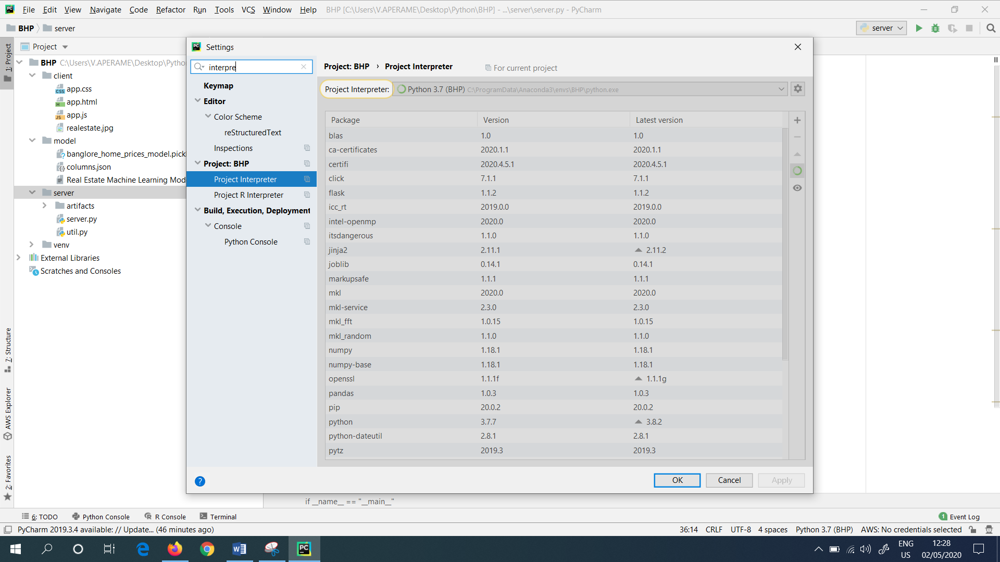 File Edit View Navigate Code Refactor Run Tools VCS Window Help BHP [C:\Users\V.APERAME\Desktop\Python\BHP] - ...\server\server.py - PyCharm
BHP server
server
1: Project
7: Structure
AWS Explorer
2: Favorites
Project
BHP C:\Users\V.APERAME\Desktop\Pytho
client
app.css
app.html
app.js
realestate.jpg
model
banglore_home_prices_model.pick
columns.json
Real Estate Machine Learning Mod
server
artifacts
server.py
util.py
venv
External Libraries
Scratches and Consoles
Settings
interpre
Keymap
Editor
Color Scheme
reStructuredText
Inspections
Project: BHP
Project Interpreter
Project R Interpreter
Build, Execution, Deployment
Console
Python Console
Project: BHP › Project Interpreter For current project
Project Interpreter: Python 3.7 (BHP) C:\ProgramData\Anaconda3\envs\BHP\python.exe
Package Version Latest version
blas 1.0 1.0
ca-certificates 2020.1.1 2020.1.1
certifi 2020.4.5.1 2020.4.5.1
click 7.1.1 7.1.1
flask 1.1.2 1.1.2
icc_rt 2019.0.0 2019.0.0
intel-openmp 2020.0 2020.0
itsdangerous 1.1.0 1.1.0
jinja2 2.11.1 2.11.2
joblib 0.14.1 0.14.1
markupsafe 1.1.1 1.1.1
mkl 2020.0 2020.0
mkl-service 2.3.0 2.3.0
mkl_fft 1.0.15 1.0.15
mkl_random 1.1.0 1.1.0
numpy 1.18.1 1.18.1
numpy-base 1.18.1 1.18.1
openssl 1.1.1f 1.1.1g
pandas 1.0.3 1.0.3
pip 20.0.2 20.0.2
python 3.7.7 3.8.2
python-dateutil 2.8.1 2.8.1
pytz 2019.3 2019.3
? OK Cancel Apply
if __name__ == "__main__"
6: TODO Python Console R Console Terminal 1 Event Log
PyCharm 2019.3.4 available: // Update... (46 minutes ago) 36:14 CRLF UTF-8 4 spaces Python 3.7 (BHP) AWS: No credentials selected
ENG 12:28
US 02/05/2020